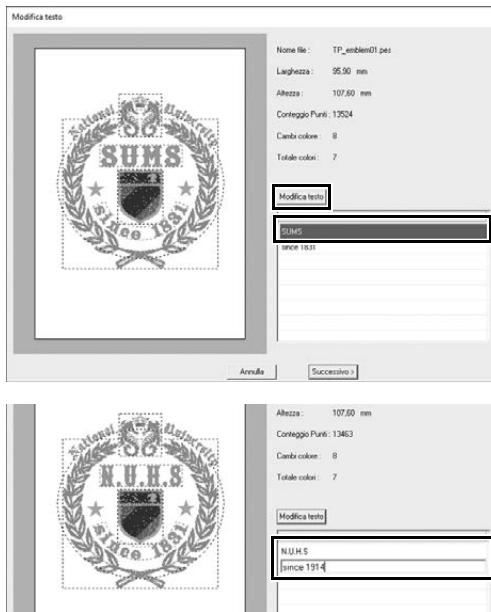 Modifica testo
Nome file : TP_emblem01.pes
Larghezza : 95,90 mm
Altezza : 107,60 mm
Conteggio Punti : 13524
Cambi colore : 8
Totale colori : 7
National University
SUMS
since 1831
Modifica testo
SUMS
since 1831
Annulla
Successivo >
Altezza : 107,60 mm
Conteggio Punti : 13463
Cambi colore : 8
Totale colori : 7
National University
N.U.H.S
since 1831
Modifica testo
N.U.H.S
since 1914